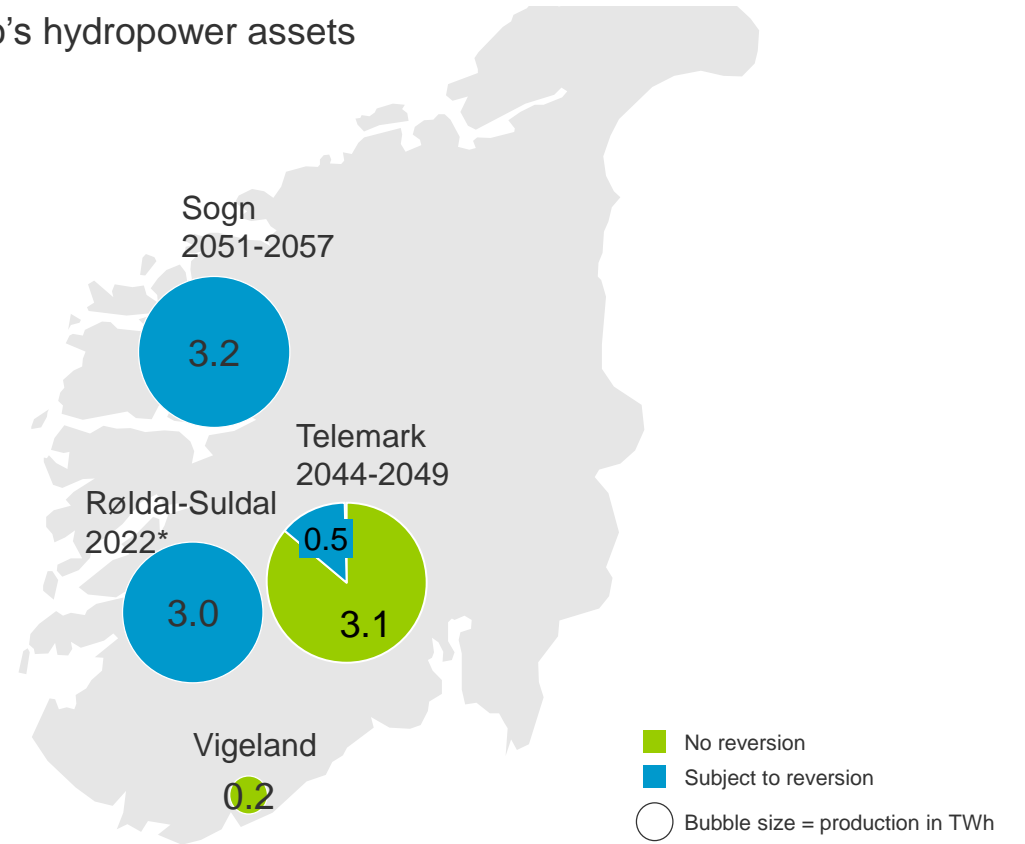 o's hydropower assets
Sogn
2051-2057
3.2
Telemark
2044-2049
Røldal-Suldal
2022*
0.5
3.0
3.1
Vigeland
0.2
No reversion
Subject to reversion
Bubble size = production in TWh